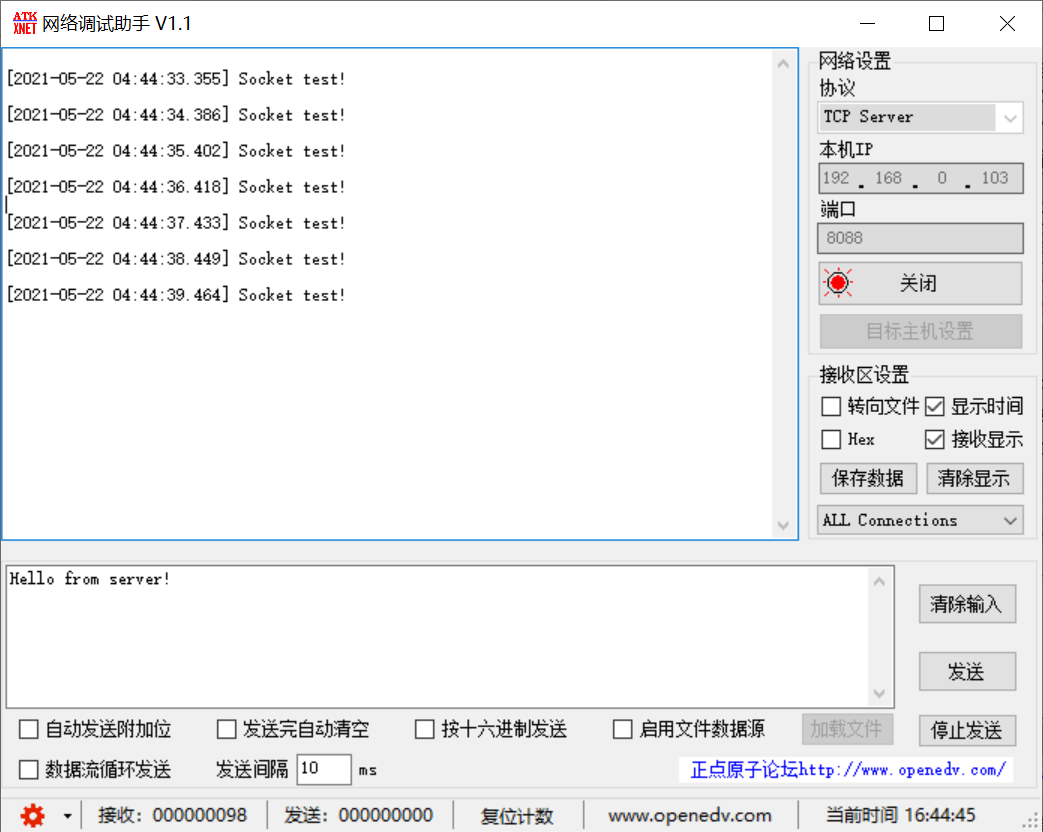 ATK
XNET 网络调试助手 V1.1
[2021-05-22 04:44:33.355] Socket test!
[2021-05-22 04:44:34.386] Socket test!
[2021-05-22 04:44:35.402] Socket test!
[2021-05-22 04:44:36.418] Socket test!
[2021-05-22 04:44:37.433] Socket test!
[2021-05-22 04:44:38.449] Socket test!
[2021-05-22 04:44:39.464] Socket test!
网络设置
协议
TCP Server
本机IP
192 . 168 . 0 . 103
端口
8088
关闭
目标主机设置
接收区设置
转向文件 显示时间
Hex 接收显示
保存数据 清除显示
ALL Connections
Hello from server!
清除输入
发送
自动发送附加位 发送完自动清空 按十六进制发送 启用文件数据源 加载文件 停止发送
数据流循环发送 发送间隔 10 ms 正点原子论坛http://www.openedv.com/
接收：000000098 发送：000000000 复位计数 www.openedv.com 当前时间 16:44:45